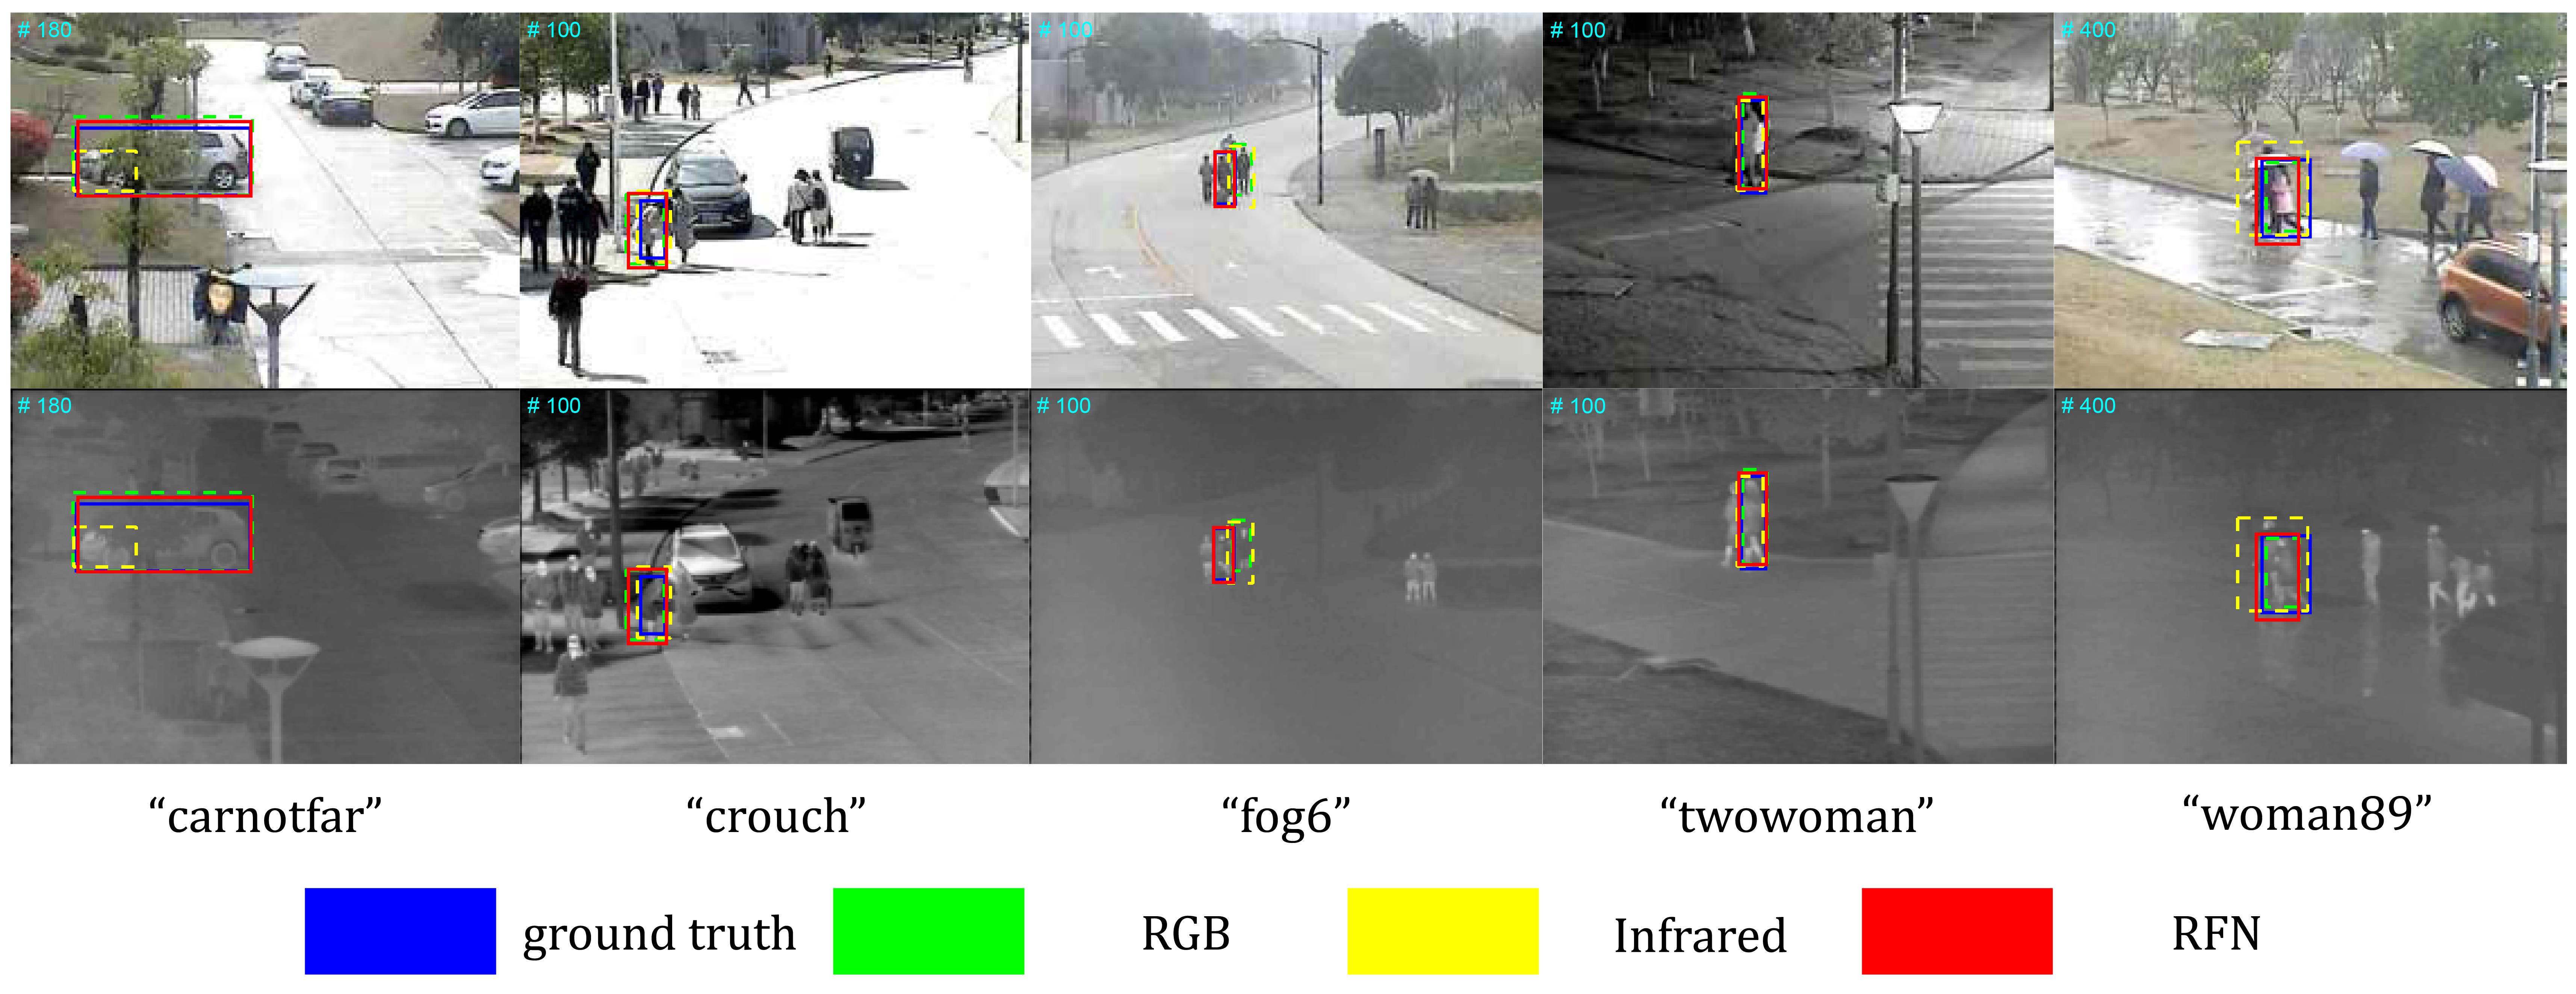 # 180 # 100 # 100 # 100 # 400
# 180 # 100 # 100 # 100 # 400
“carnotfar” “crouch” “fog6” “twowoman” “woman89”
ground truth RGB Infrared RFN